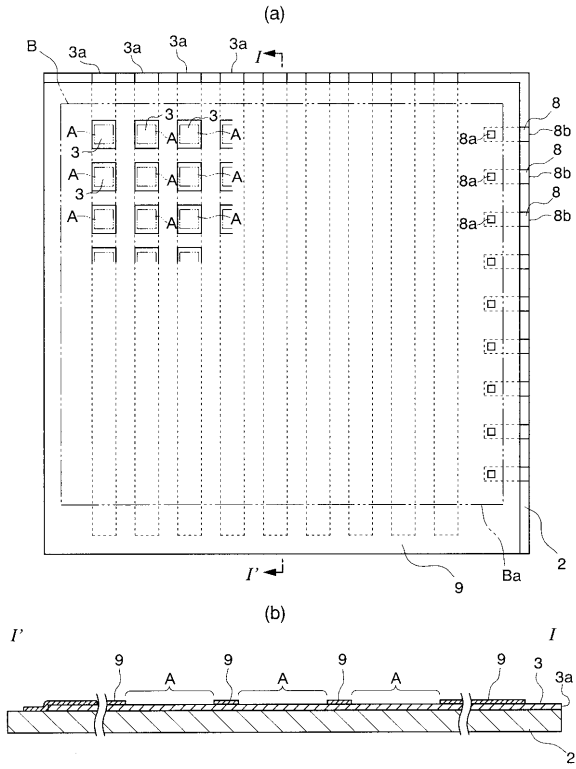 (a)
3a 3a 3a 3a I
B
A 3 A 3 A 3 A
8
8a 8b
A 3 A A A
8
8a 8b
A A A A
8
8a 8b
I'
9
Ba
2
(b)
I' I
9 A 9 A 9 A 9 3 3a
2